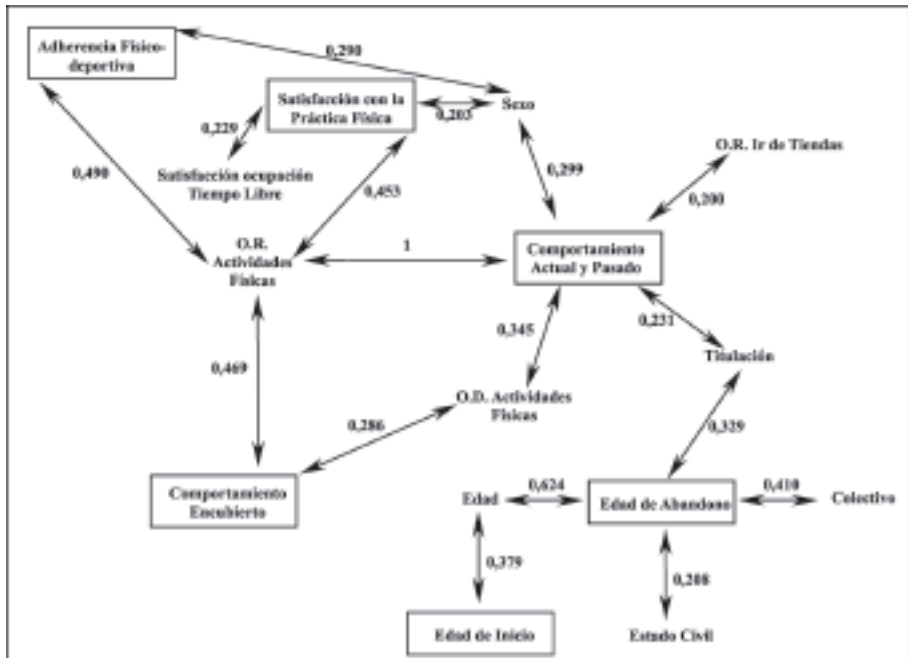 Adherencia Físico-
deportiva
0,290
Satisfacción con la
Práctica Física
0,203
Sexo
0,229
O.R. Ir de Tiendas
0,490
Satisfacción ocupación
Tiempo Libre
0,453
0,299
0,200
O.R.
Actividades
Físicas
1
Comportamiento
Actual y Pasado
0,345
0,231
Titulación
0,469
O.D. Actividades
Físicas
0,286
0,329
Comportamiento
Encubierto
Edad
0,624
Edad de Abandono
0,410
Colectivo
0,379
0,208
Edad de Inicio
Estado Civil